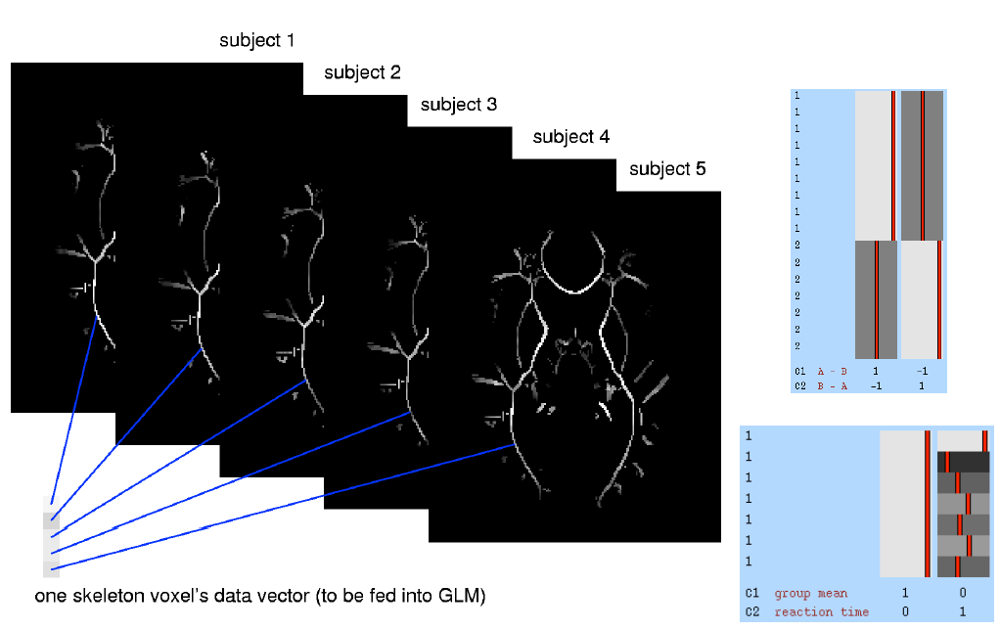 subject 1
subject 2
subject 3
subject 4
subject 5
one skeleton voxel's data vector (to be fed into GLM)
1
1
1
1
1
1
1
1
1
2
2
2
2
2
2
2
C1 A - B 1 -1
C2 B - A -1 1
1
1
1
1
1
1
1
C1 group mean 1 0
C2 reaction time 0 1